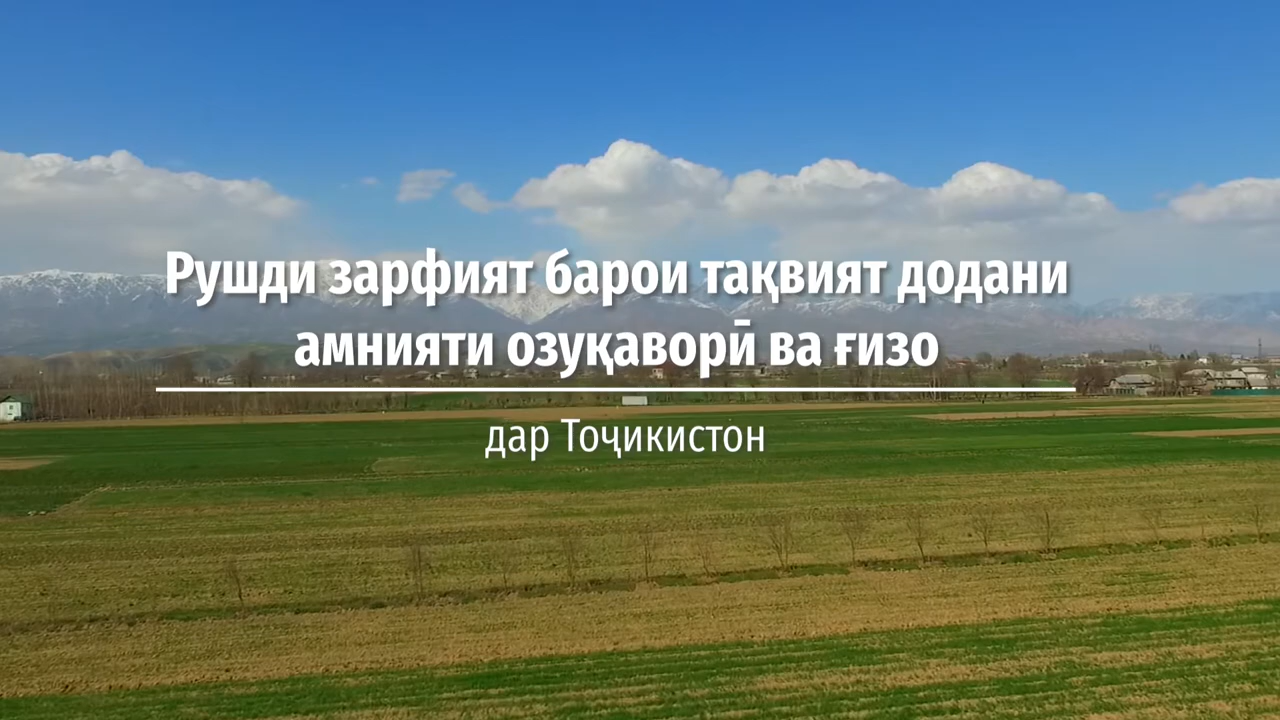 Рушди зарфият барои тақвият додани
амнияти озуқаворӣ ва ғизо
дар Тоҷикистон